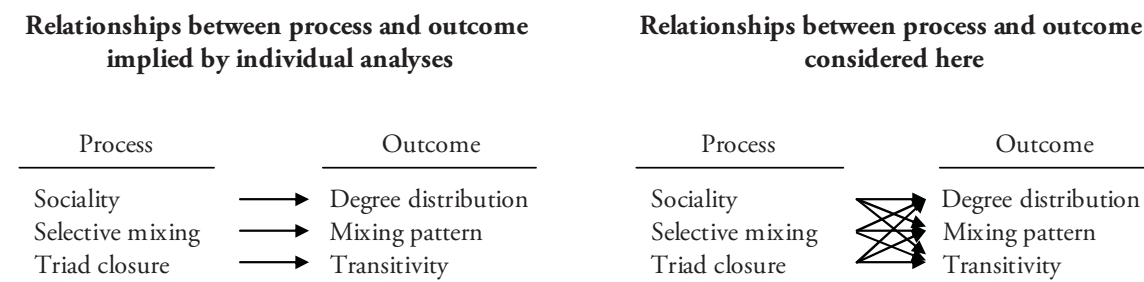 Relationships between process and outcome
implied by individual analyses
Process
Outcome
Sociality
Degree distribution
Selective mixing
Mixing pattern
Triad closure
Transitivity
Relationships between process and outcome
considered here
Process
Outcome
Sociality
Degree distribution
Selective mixing
Mixing pattern
Triad closure
Transitivity